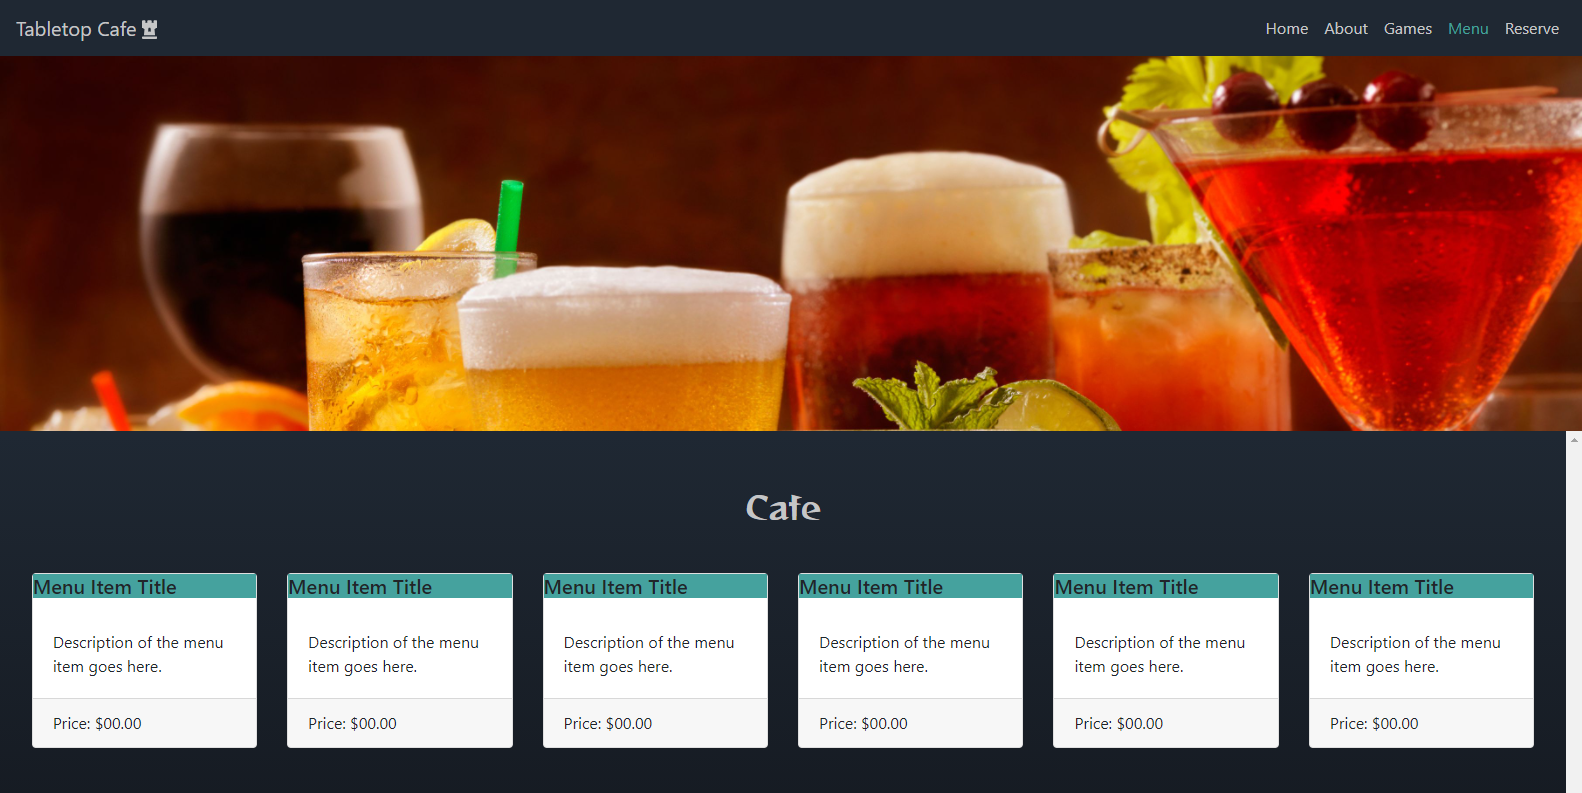 Tabletop Cafe
Home About Games Menu Reserve
Cafe
Menu Item Title Menu Item Title Menu Item Title Menu Item Title Menu Item Title Menu Item Title
Description of the menu Description of the menu Description of the menu Description of the menu Description of the menu Description of the menu
item goes here. item goes here. item goes here. item goes here. item goes here. item goes here.
Price: $00.00 Price: $00.00 Price: $00.00 Price: $00.00 Price: $00.00 Price: $00.00